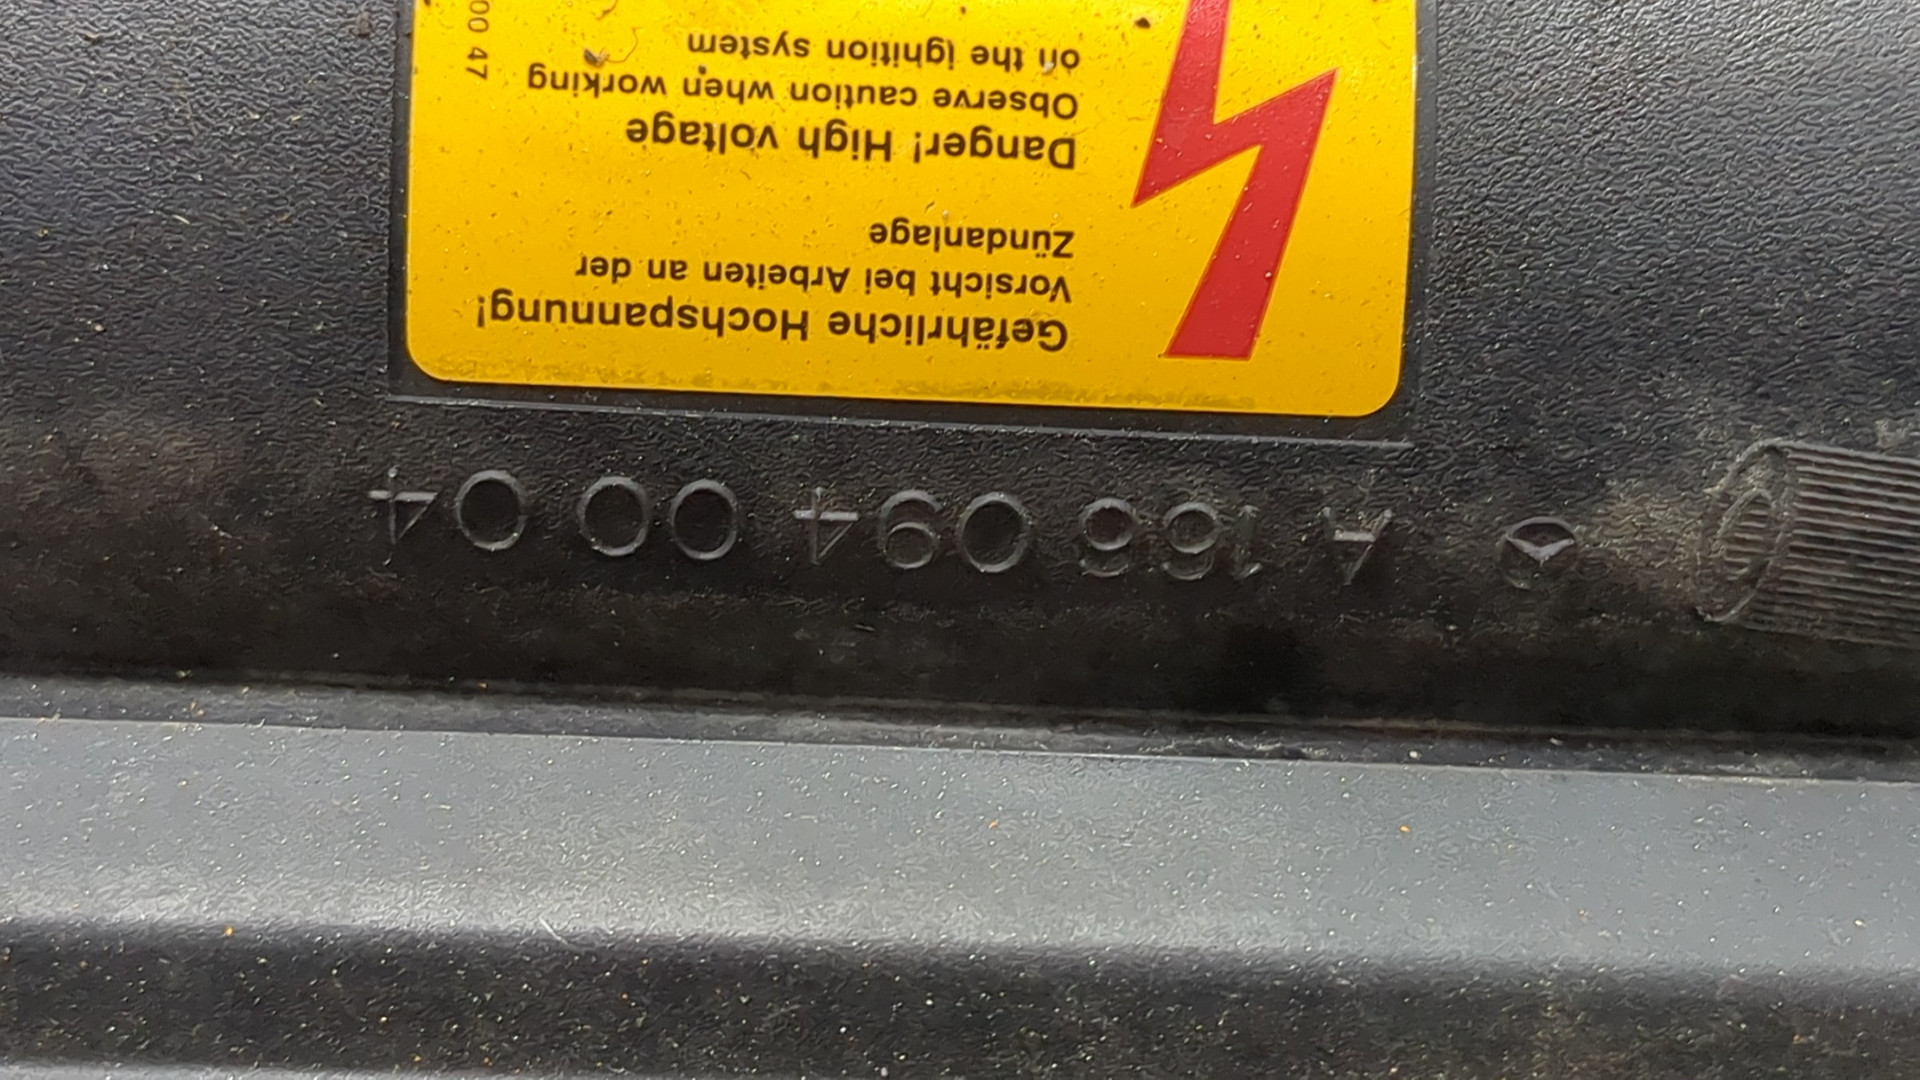 A 166 094 00 04
Gefährliche Hochspannung!
Vorsicht bei Arbeiten an der
Zündanlage
Danger! High voltage
Observe caution when working
on the ignition system
00 47